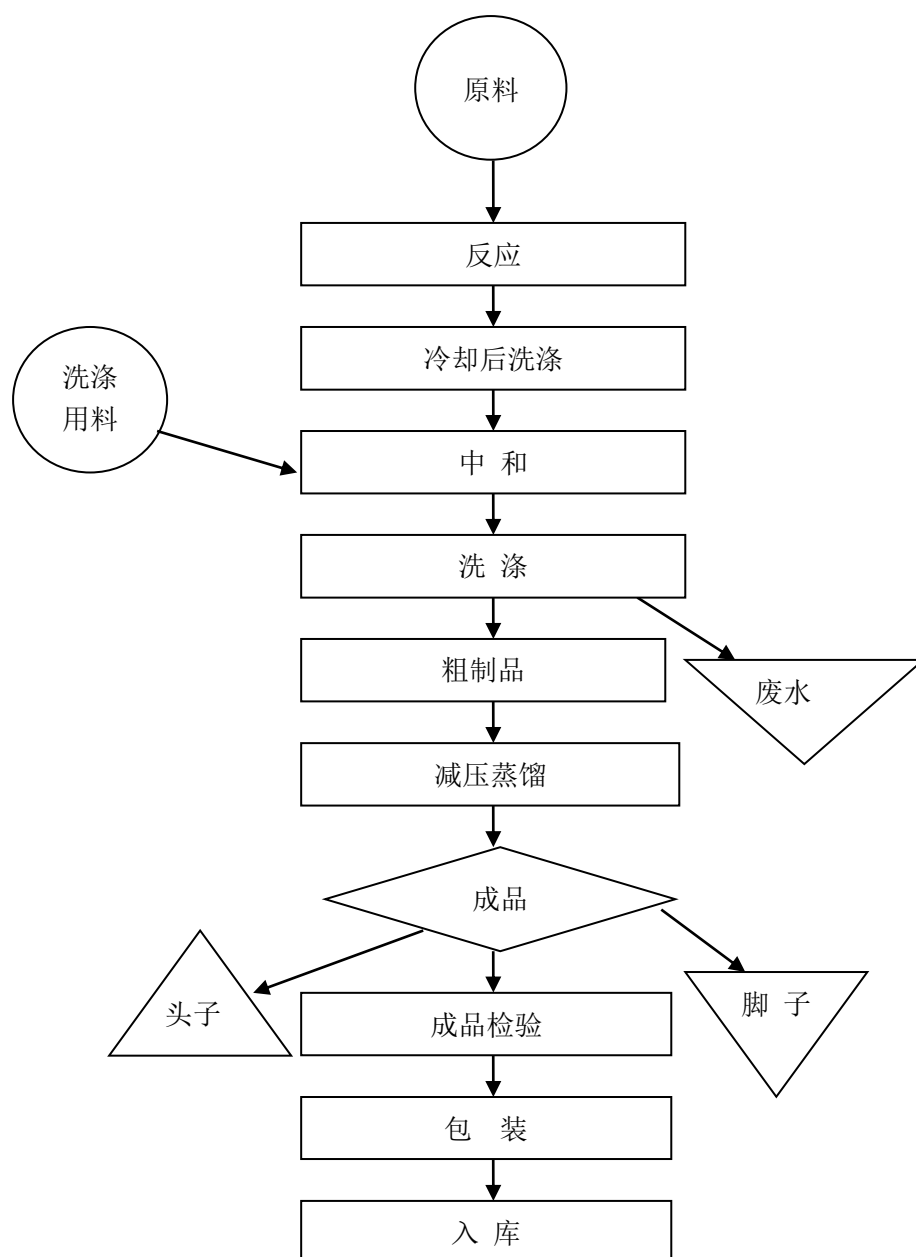 原料
反应
冷却后洗涤
洗涤
用料
中 和
洗 涤
粗制品
废水
减压蒸馏
成品
头子
成品检验
脚 子
包 装
入 库